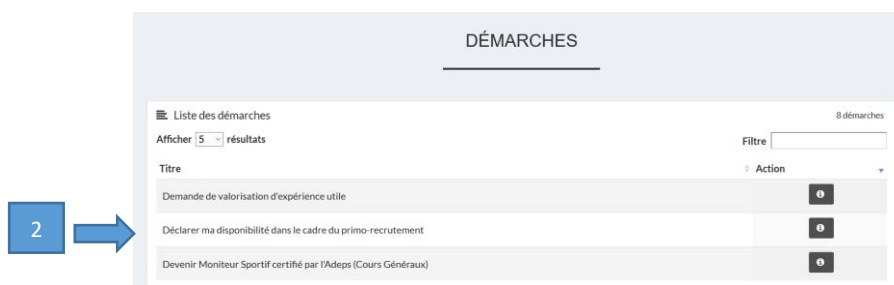 DÉMARCHES
Liste des démarches 8 démarches
Afficher 5 résultats Filtre
Titre Action
Demande de valorisation d'expérience utile
2 Déclarer ma disponibilité dans le cadre du primo-recrutement
Devenir Moniteur Sportif certifié par l'Adeps (Cours Généraux)